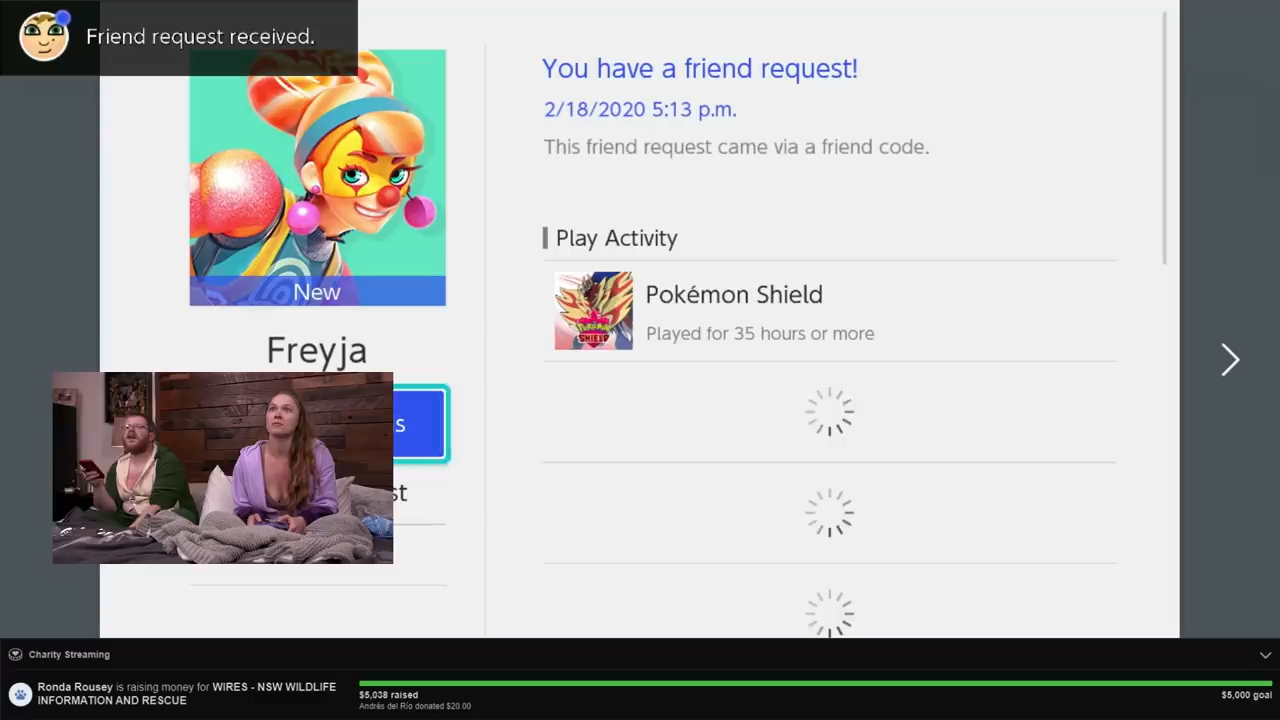 Friend request received.
You have a friend request!
2/18/2020 5:13 p.m.
This friend request came via a friend code.
New
Play Activity
Pokémon Shield
SHIELD
Played for 35 hours or more
Freyja
s
st
Charity Streaming
Ronda Rousey is raising money for WIRES - NSW WILDLIFE
INFORMATION AND RESCUE
$5,038 raised
$5,000 goal
Andrés del Río donated $20.00